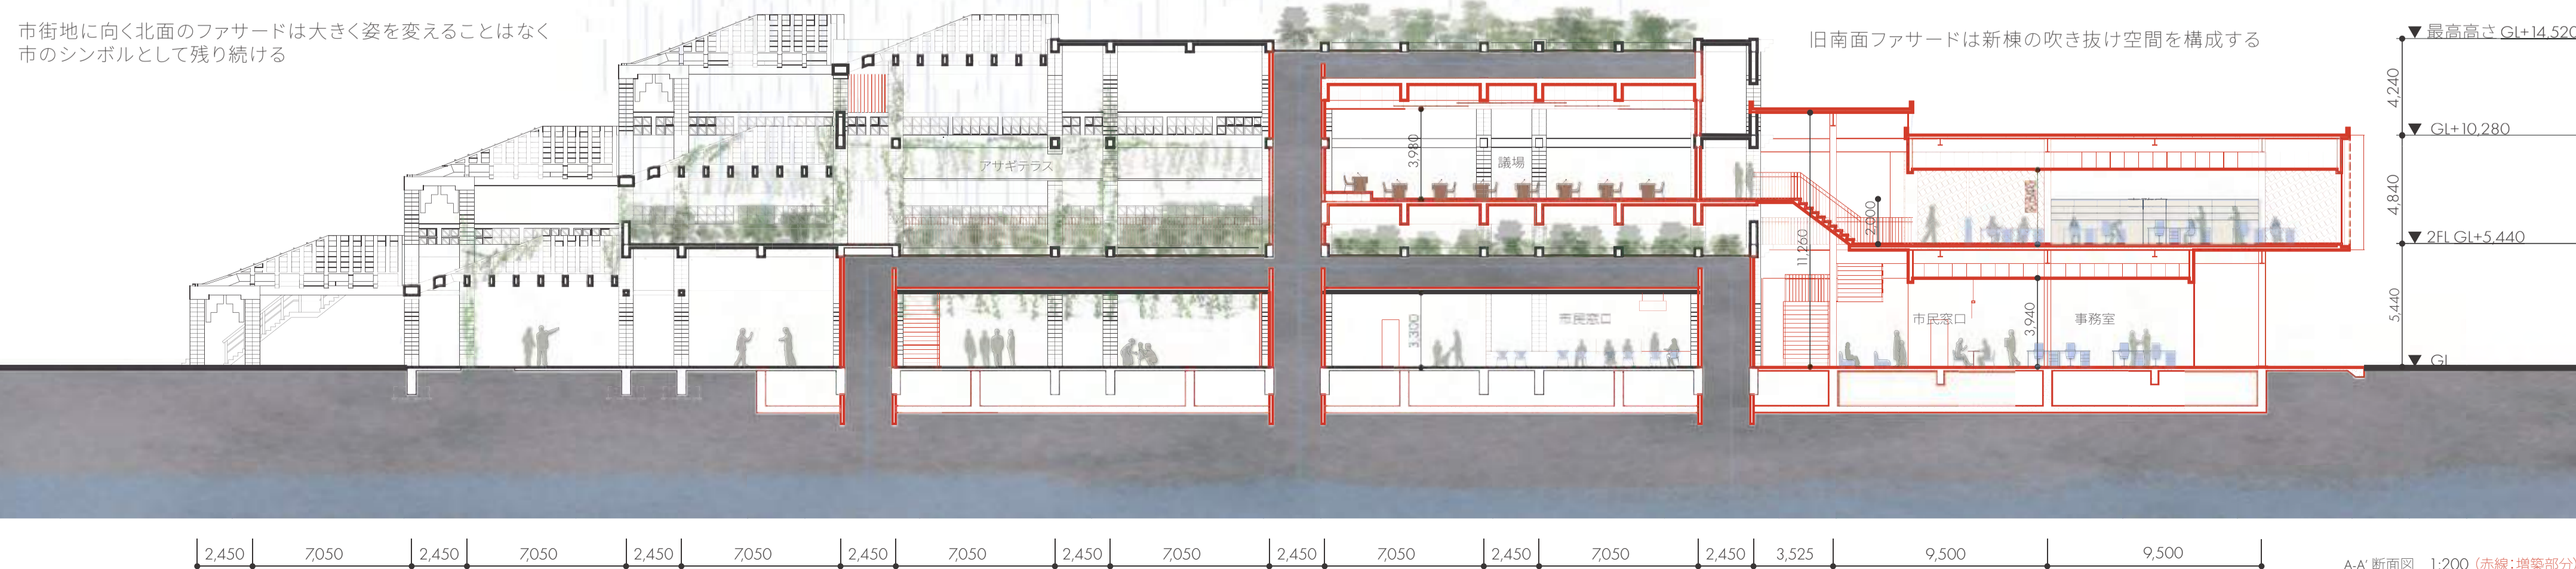 市街地に向く北面のファサードは大きく姿を変えることはなく
市のシンボルとして残り続ける
旧南面ファサードは新棟の吹き抜け空間を構成する
▼ 最高高さ GL+14,520
4,240
▼ GL+10,280
4,840
▼ 2FL GL+5,440
5,440
▼ GL
アサギテラス
3,980
議場
2,000
11,260
3,300
市民窓口
市民窓口
3,940
事務室
2,450 7,050 2,450 7,050 2,450 7,050 2,450 7,050 2,450 7,050 2,450 7,050 2,450 7,050 2,450 3,525 9,500 9,500
A-A' 断面図 1:200 (赤線:増築部分)